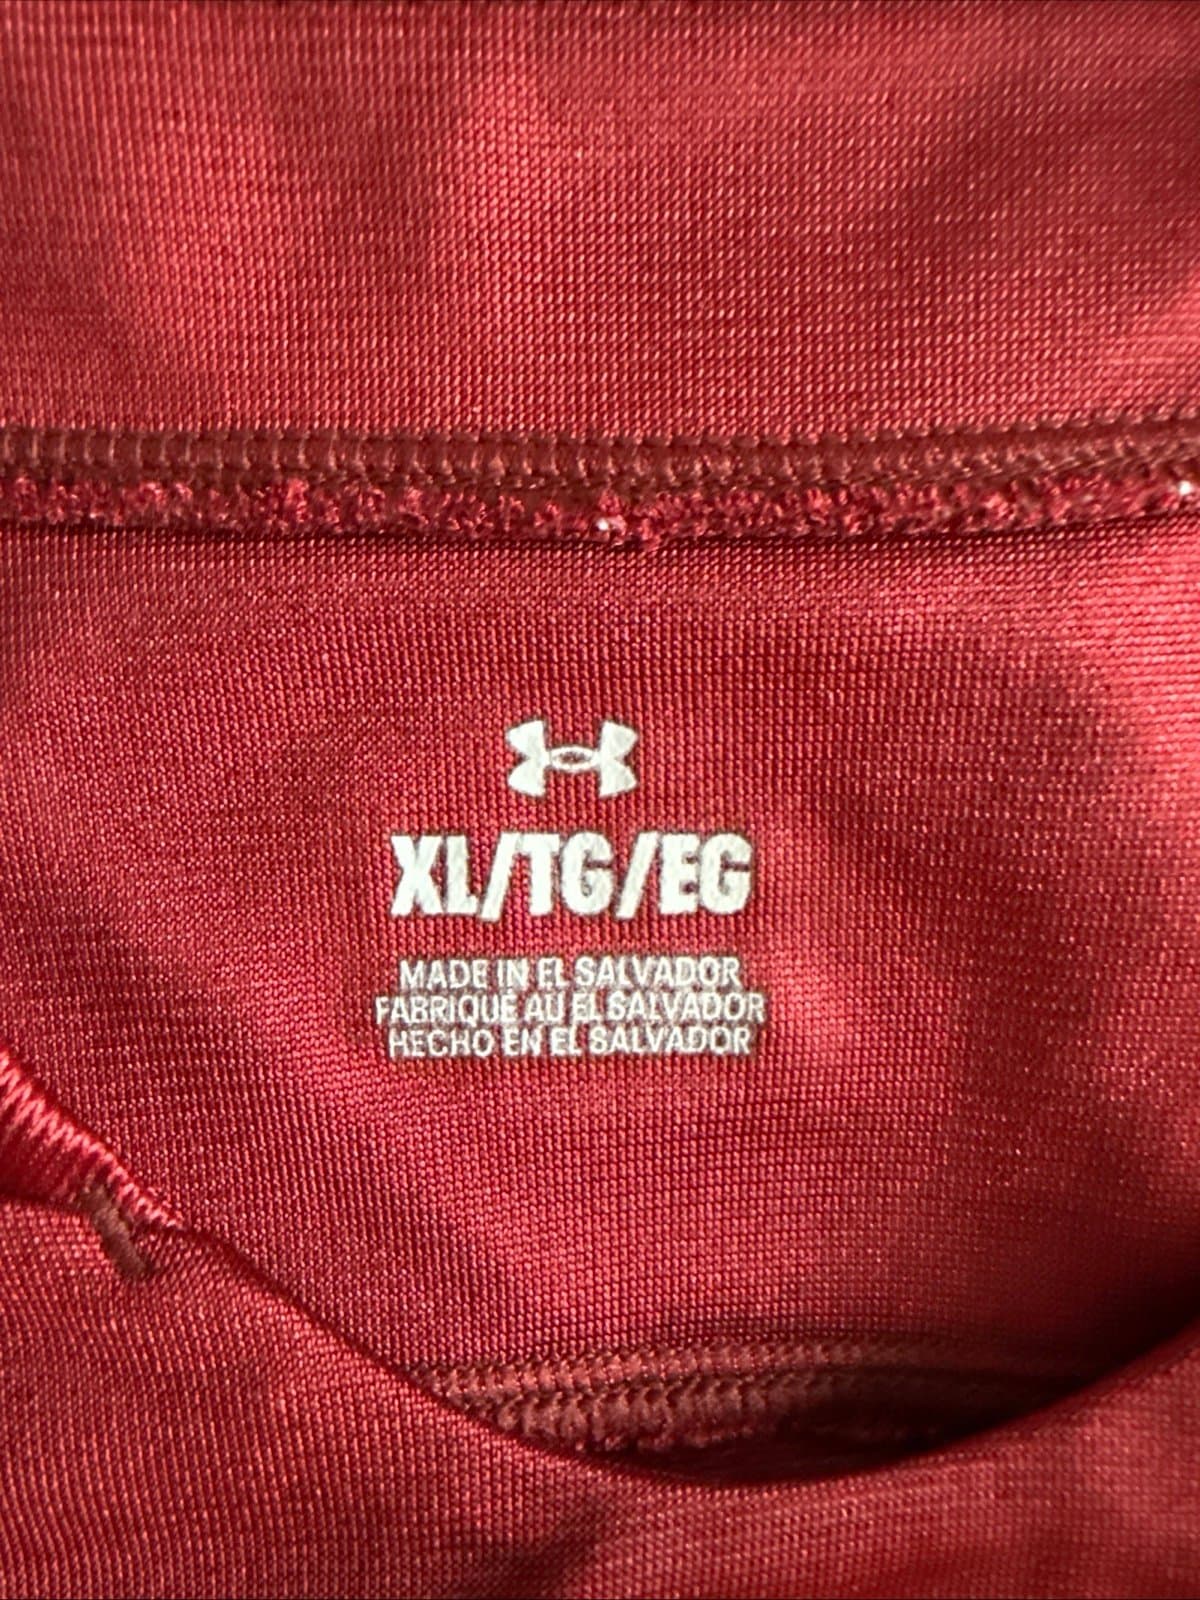 XL/TG/EG
MADE IN EL SALVADOR
FABRIQUÉ AU EL SALVADOR
HECHO EN EL SALVADOR